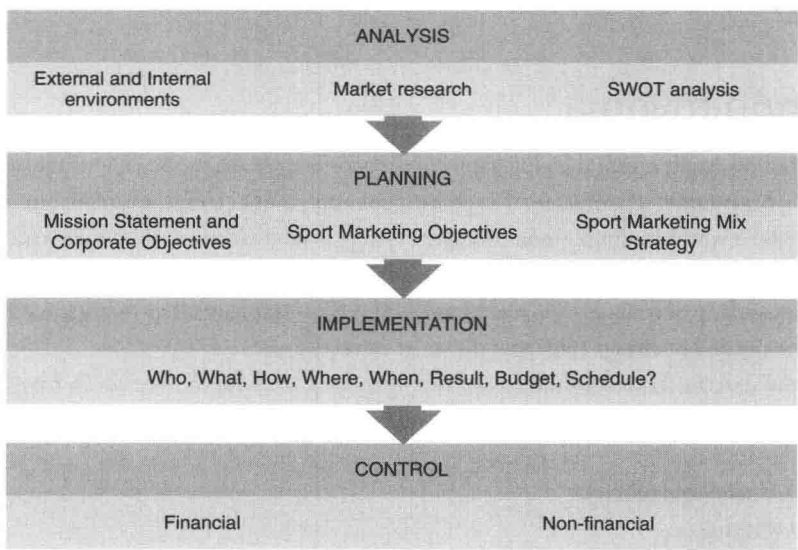 ANALYSIS
External and Internal
environments
Market research
SWOT analysis
PLANNING
Mission Statement and
Corporate Objectives
Sport Marketing Objectives
Sport Marketing Mix
Strategy
IMPLEMENTATION
Who, What, How, Where, When, Result, Budget, Schedule?
CONTROL
Financial
Non-financial